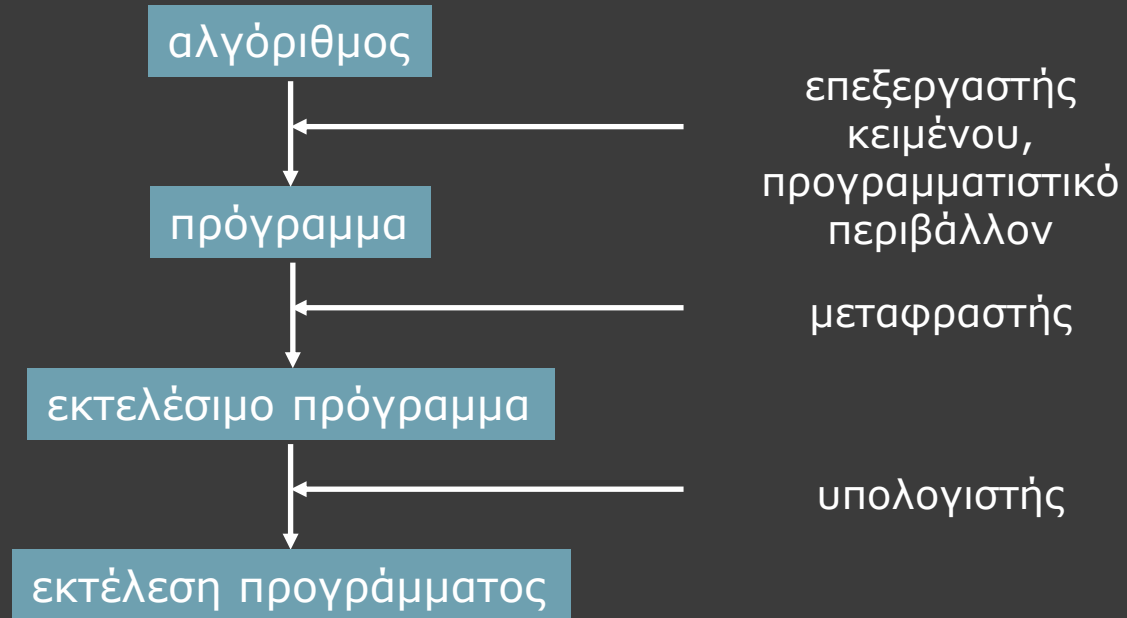 αλγόριθμος
επεξεργαστής
κειμένου,
προγραμματιστικό
περιβάλλον
πρόγραμμα
μεταφραστής
εκτελέσιμο πρόγραμμα
υπολογιστής
εκτέλεση προγράμματος